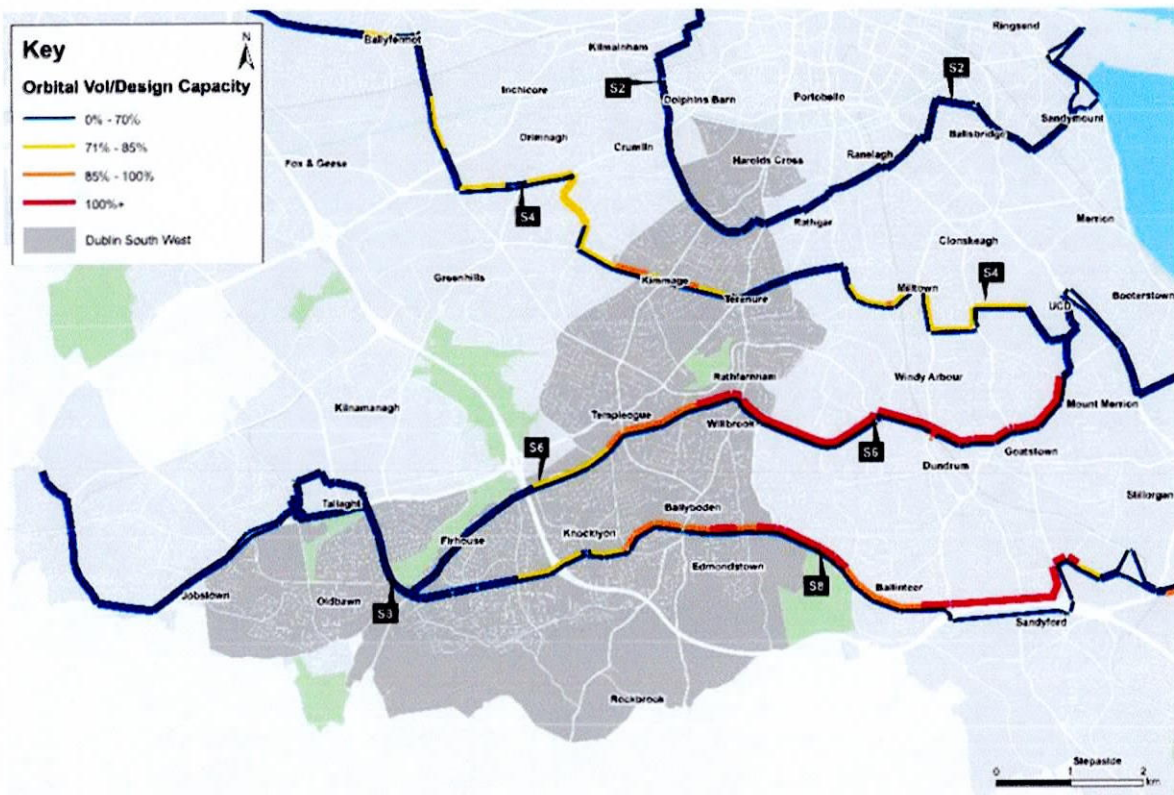 Key
N
Orbital Vol/Design Capacity
0% - 70%
71% - 85%
85% - 100%
100%+
Dublin South West
Ballyfermot
Kilmainham
Ringsend
S2
S2
Inchicore
Dolphins Barn
Portobello
Sandymount
Drimnagh
Crumlin
Ballsbridge
Fox & Geese
Harolds Cross
Ranelagh
S4
Rathgar
Merrion
Clonskeagh
Greenhills
Kimmage
S4
Terenure
Milltown
UCD
Booterstown
Rathfarnham
Windy Arbour
Kilnamanagh
Templeogue
Willbrook
Mount Merrion
S6
S6
Goatstown
Dundrum
Stillorgan
Tallaght
Ballyboden
Firhouse
Knocklyon
Edmondstown
S8
Ballinteer
Jobstown
Oldbawn
Sandyford
Rockbrook
Stepaside
0 1 2
km